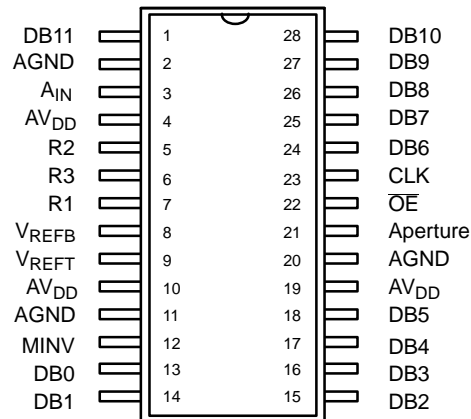 DB11 1 28 DB10
AGND 2 27 DB9
AIN 3 26 DB8
AVDD 4 25 DB7
R2 5 24 DB6
R3 6 23 CLK
R1 7 22 O̅E̅
VREFB 8 21 Aperture
VREFT 9 20 AGND
AVDD 10 19 AVDD
AGND 11 18 DB5
MINV 12 17 DB4
DB0 13 16 DB3
DB1 14 15 DB2